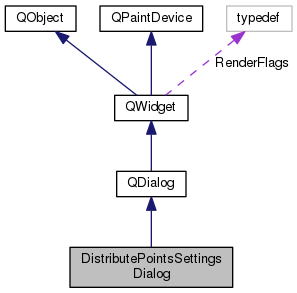 QObject
QPaintDevice
typedef
RenderFlags
QWidget
QDialog
DistributePointsSettings
Dialog